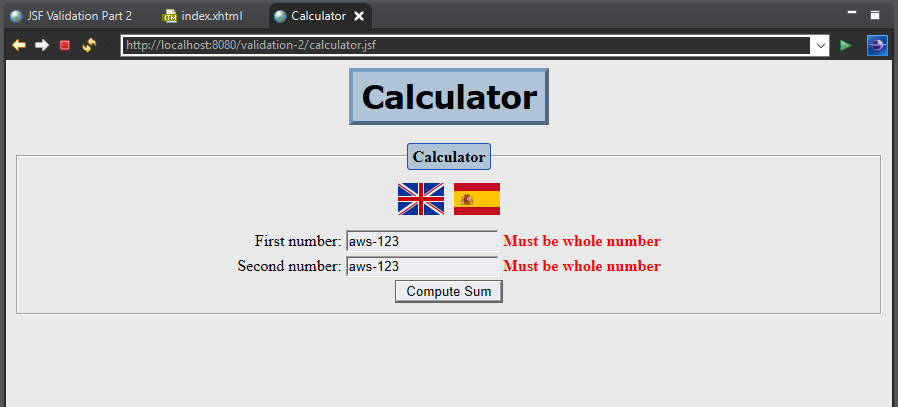 JSF Validation Part 2 index.xhtml Calculator
http://localhost:8080/validation-2/calculator.jsf
Calculator
Calculator
First number: aws-123 Must be whole number
Second number: aws-123 Must be whole number
Compute Sum